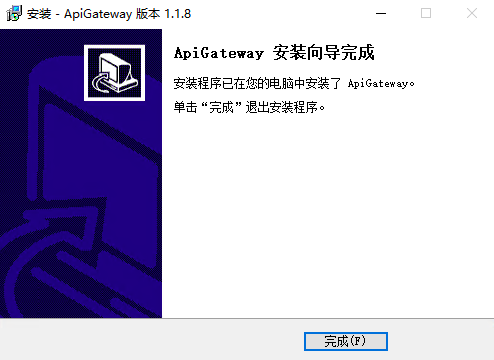 安装 - ApiGateway 版本 1.1.8
ApiGateway 安装向导完成
安装程序已在您的电脑中安装了 ApiGateway。
单击“完成”退出安装程序。
完成(F)